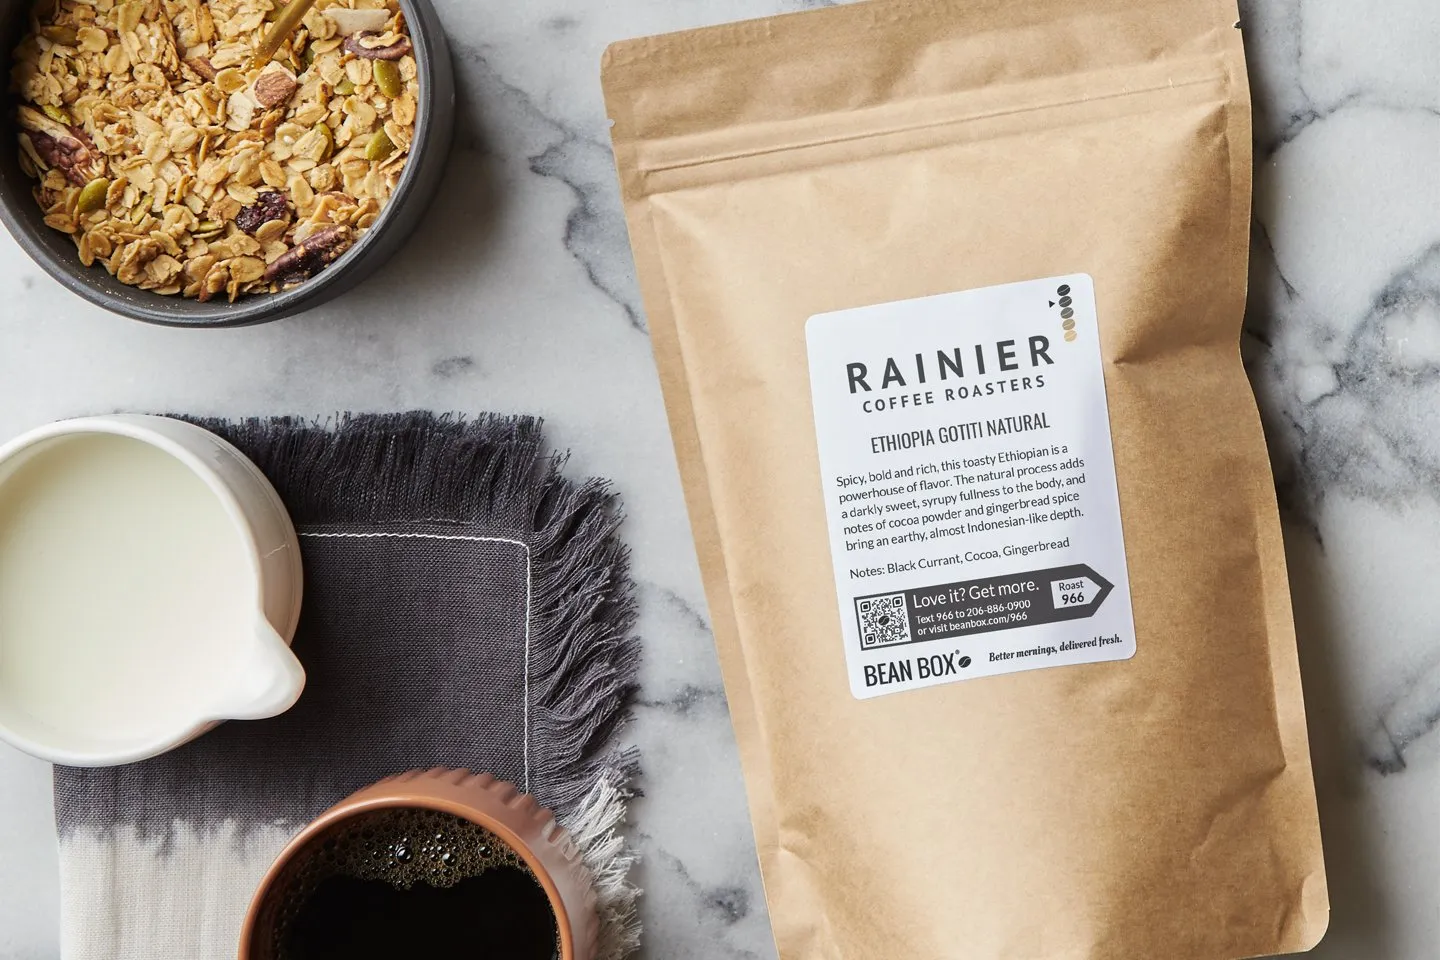 RAINIER
COFFEE ROASTERS
ETHIOPIA GOTITI NATURAL
Spicy, bold and rich, this toasty Ethiopian is a
powerhouse of flavor. The natural process adds
a darkly sweet, syrupy fullness to the body, and
notes of cocoa powder and gingerbread spice
bring an earthy, almost Indonesian-like depth.
Notes: Black Currant, Cocoa, Gingerbread
Love it? Get more.
Text 966 to 206-886-0900
or visit beanbox.com/966
Roast
966
BEAN BOX®
Better mornings, delivered fresh.